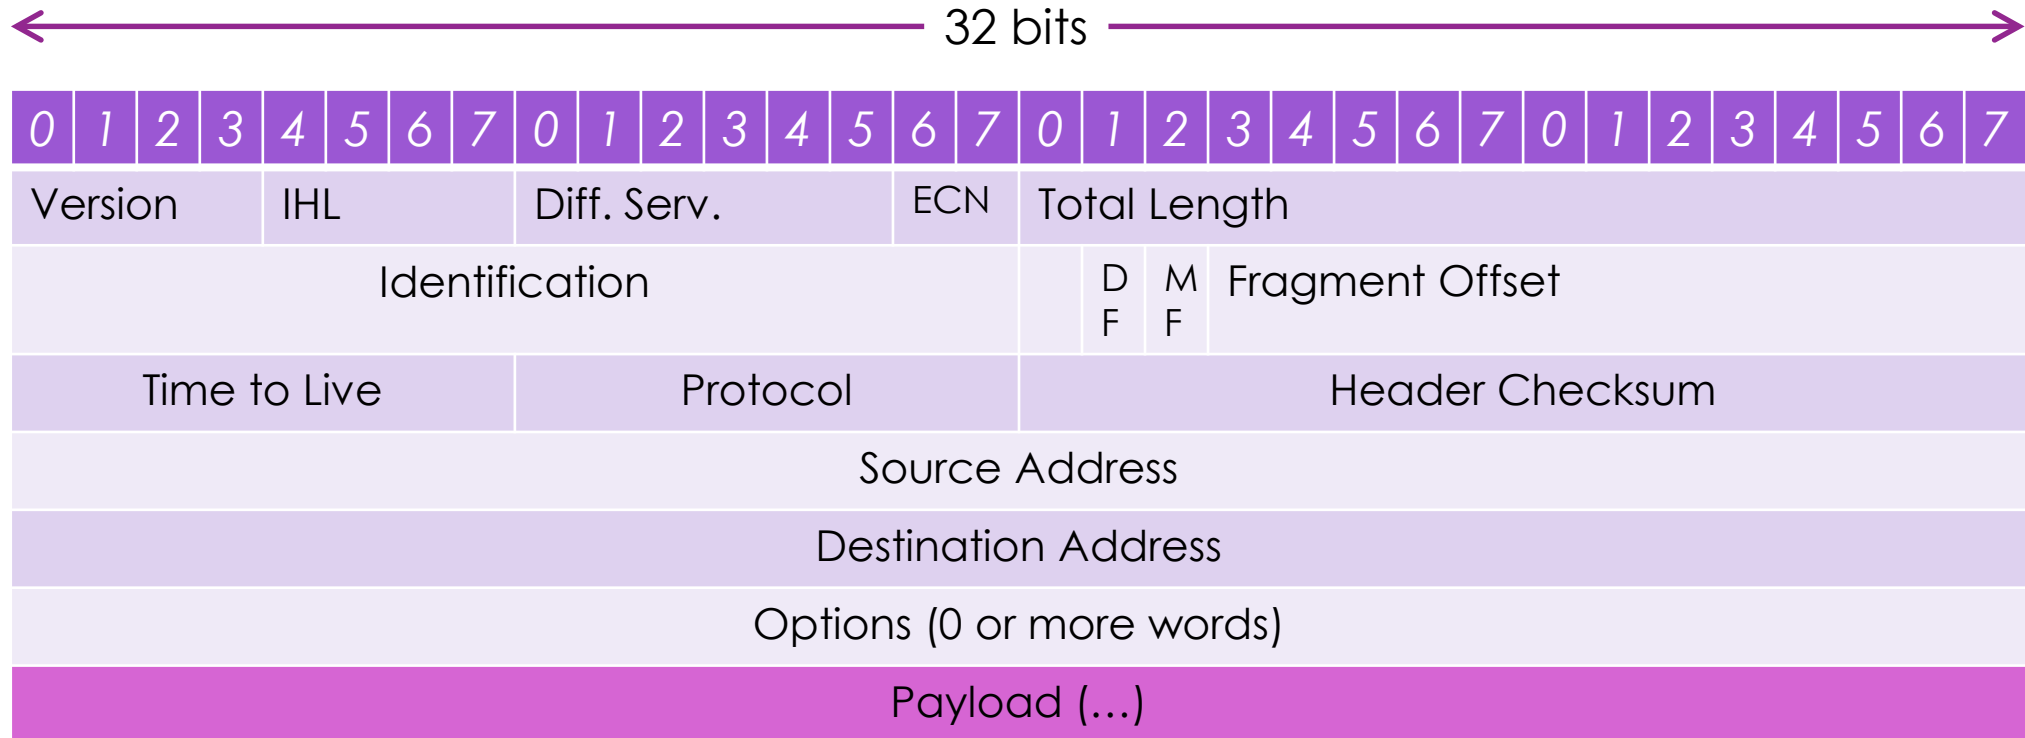 32 bits
0 1 2 3 4 5 6 7 0 1 2 3 4 5 6 7 0 1 2 3 4 5 6 7 0 1 2 3 4 5 6 7
Version IHL Diff. Serv. ECN Total Length
Identification D M Fragment Offset
F F
Time to Live Protocol Header Checksum
Source Address
Destination Address
Options (0 or more words)
Payload (…)